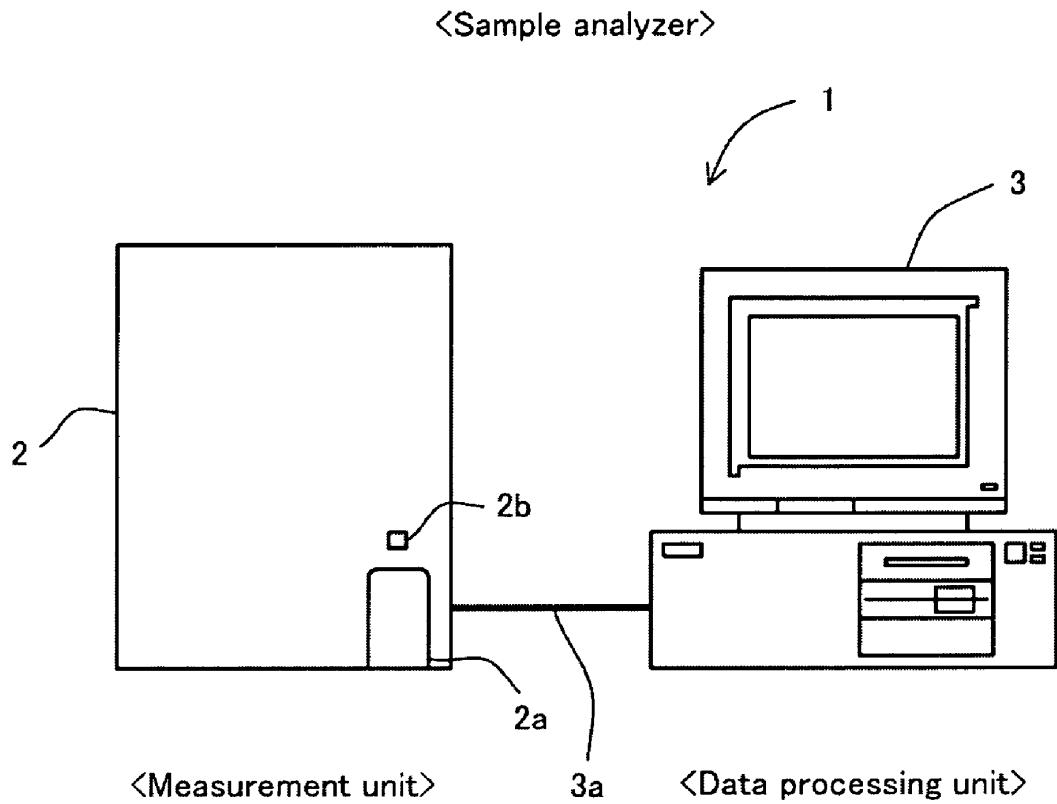 <Sample analyzer>
1
3
2
2b
2a
<Measurement unit>
3a
<Data processing unit>